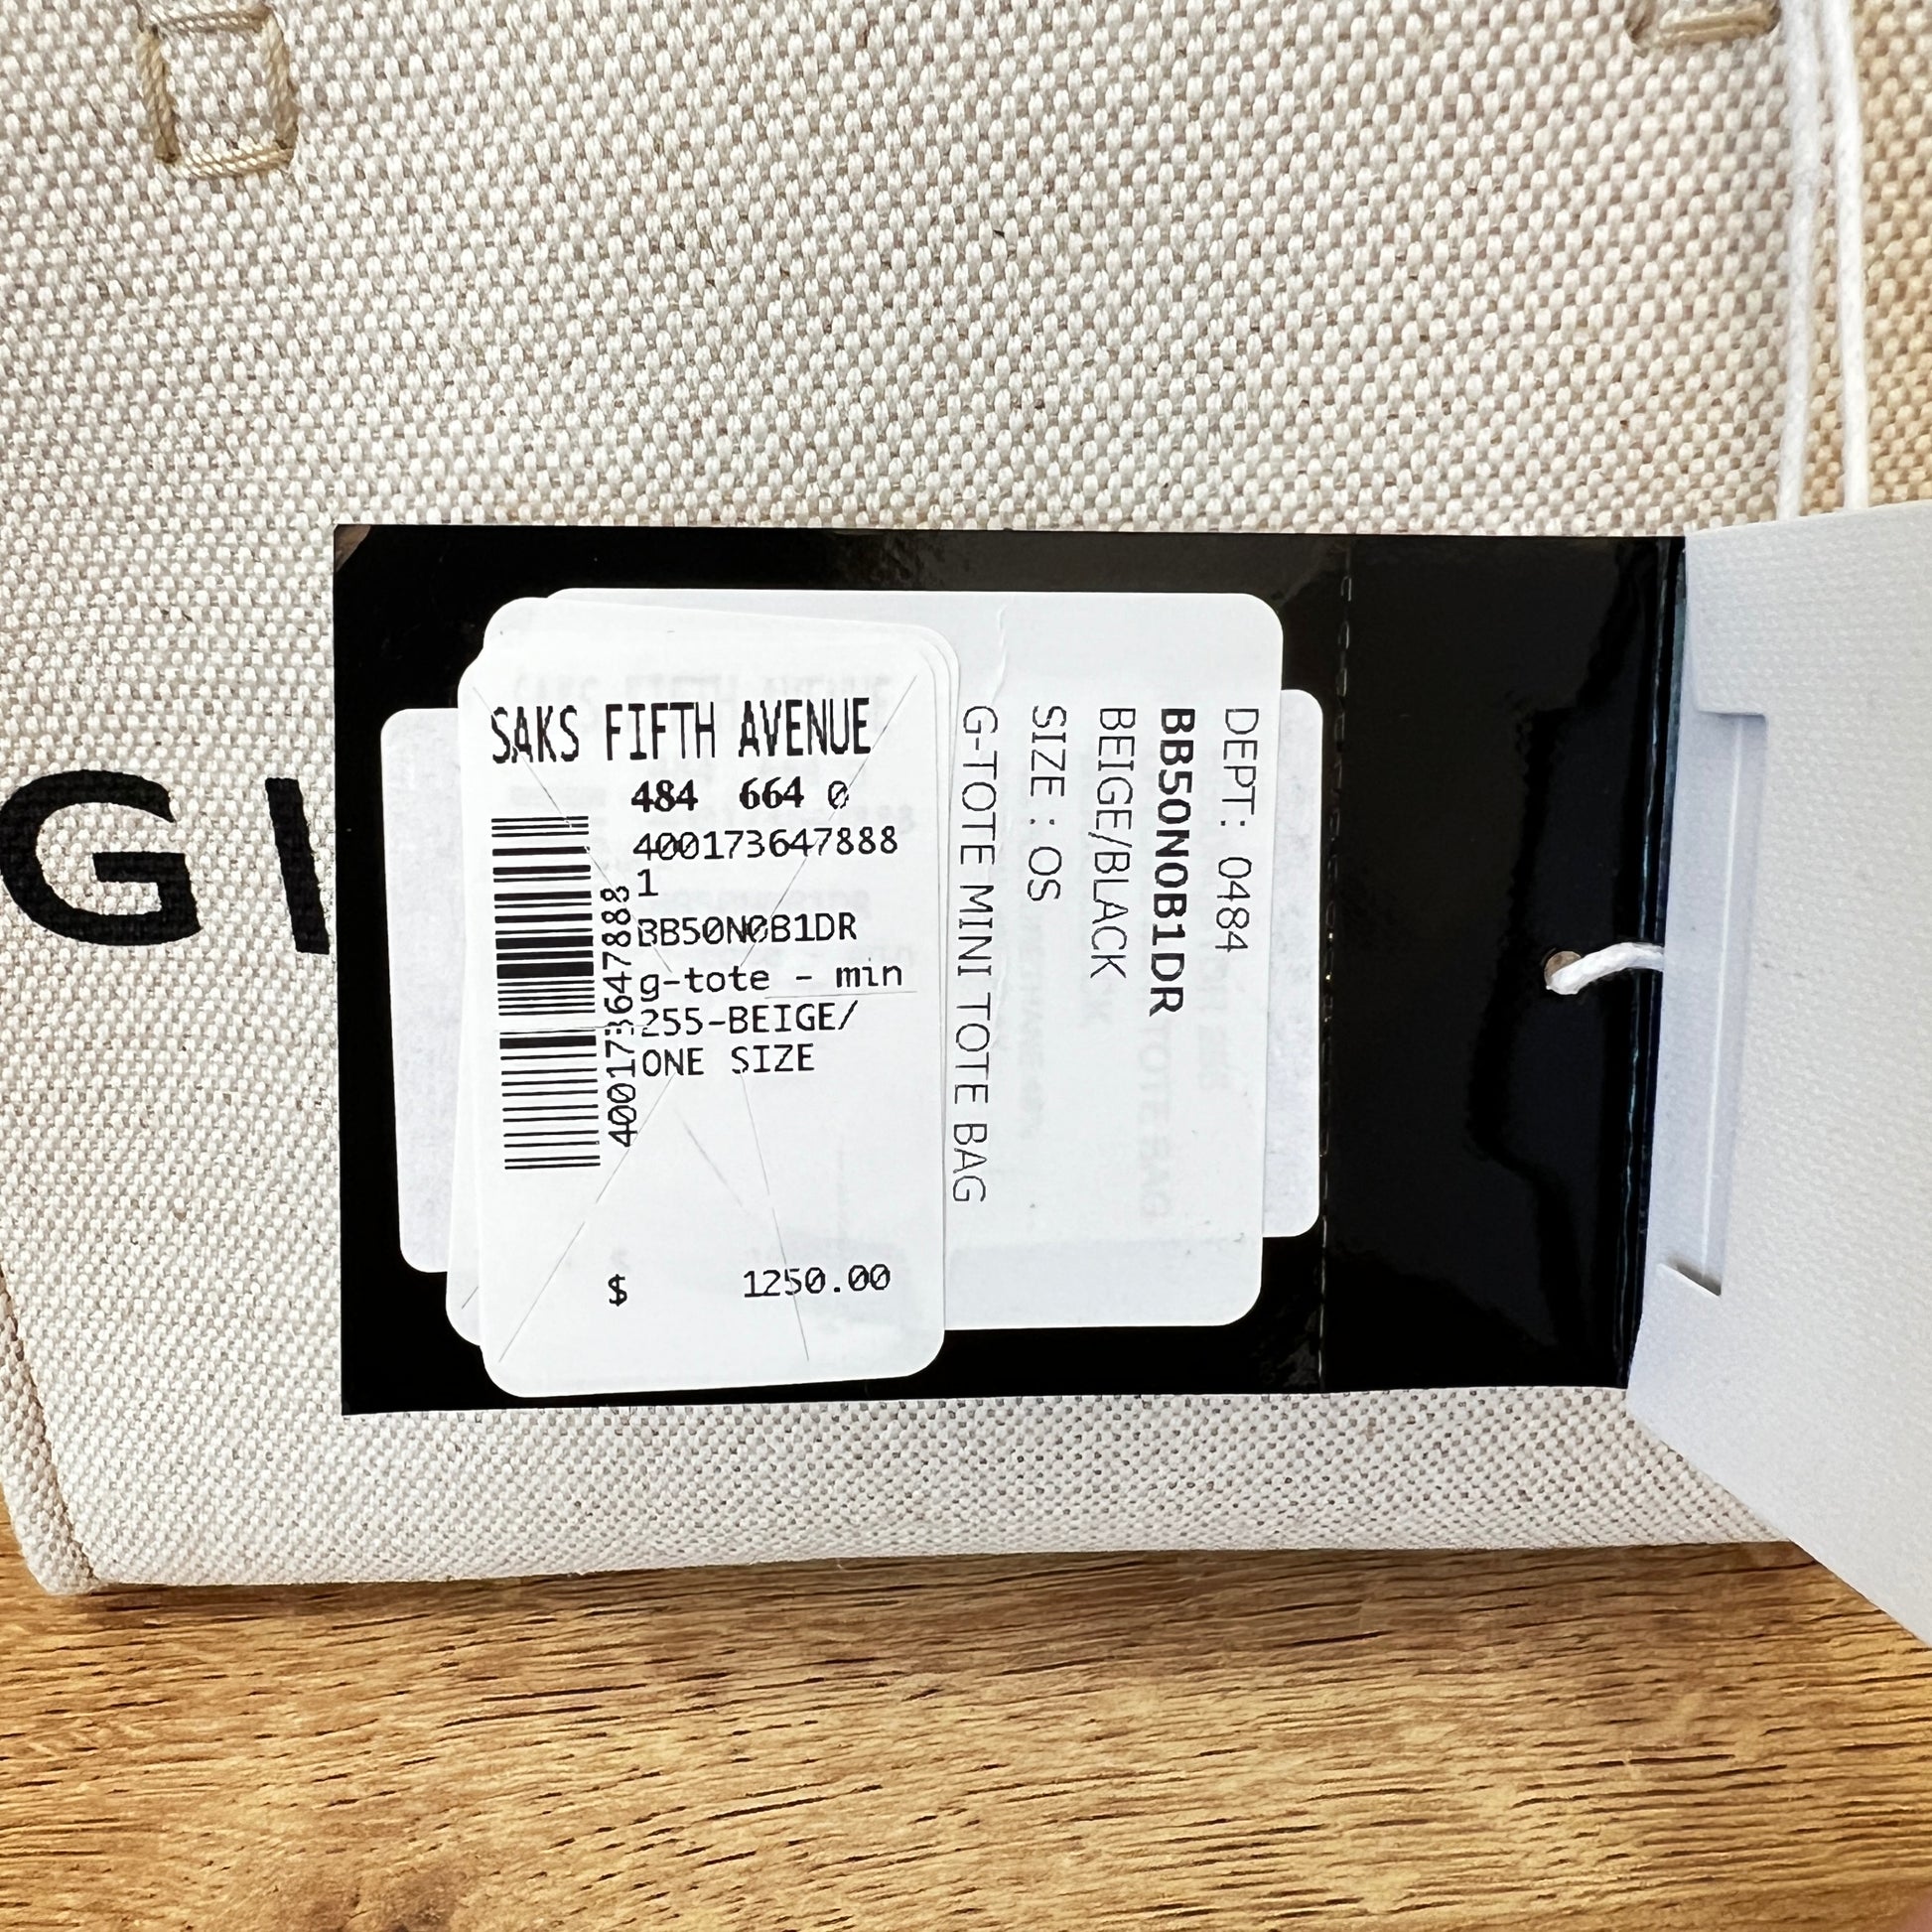 GI
SAKS FIFTH AVENUE
484 664 0
400173647888
1
BB50N0B1DR
g-tote - min
255-BEIGE/
ONE SIZE
400173647888
$ 1250.00
DEPT: 0484
BB50N0B1DR
BEIGE/BLACK
SIZE : OS
G-TOTE MINI TOTE BAG